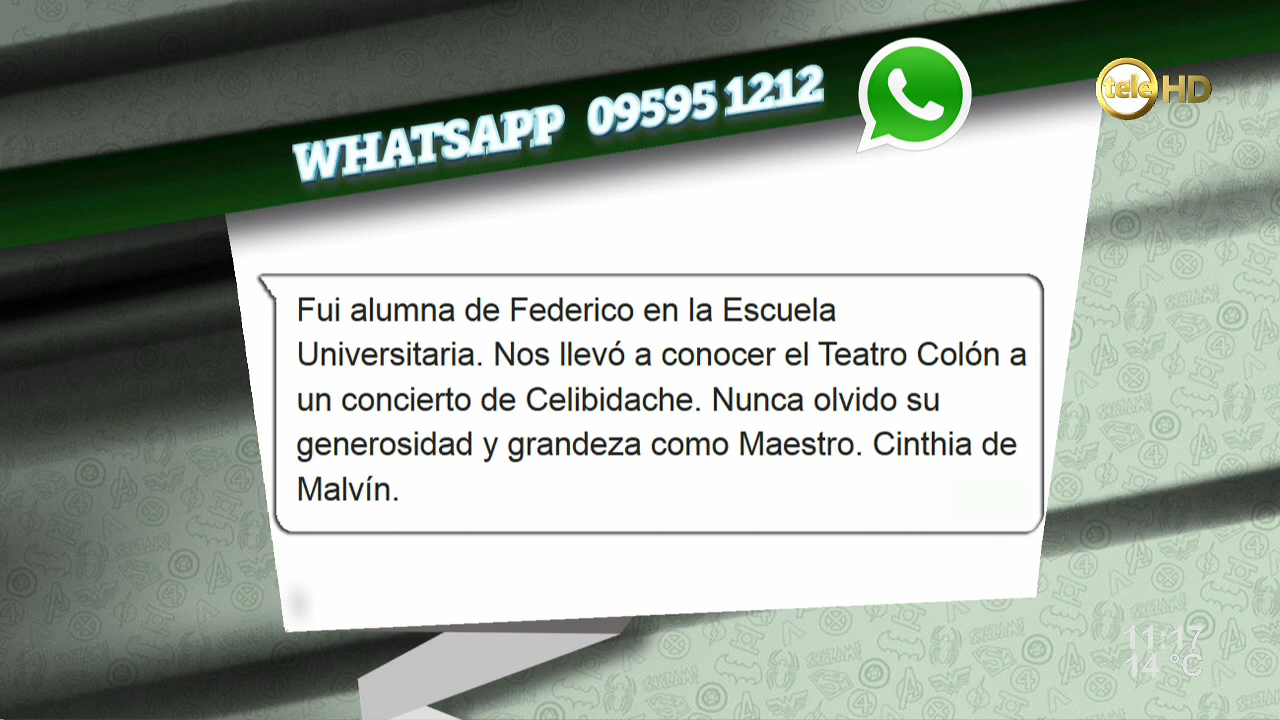 WHATSAPP 09595 1212
tele HD
Fui alumna de Federico en la Escuela
Universitaria. Nos llevó a conocer el Teatro Colón a
un concierto de Celibidache. Nunca olvido su
generosidad y grandeza como Maestro. Cinthia de
Malvín.
11:17
14 °C